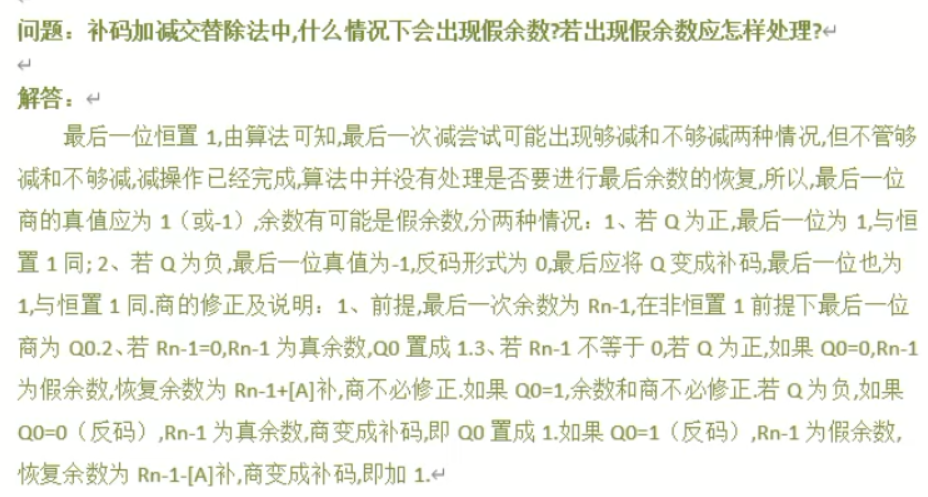 问题：补码加减交替除法中,什么情况下会出现假余数?若出现假余数应怎样处理?
解答：
最后一位恒置 1,由算法可知,最后一次减尝试可能出现够减和不够减两种情况,但不管够
减和不够减,减操作已经完成,算法中并没有处理是否要进行最后余数的恢复,所以,最后一位
商的真值应为 1（或-1）,余数有可能是假余数,分两种情况：1、若 Q 为正,最后一位为 1,与恒
置 1 同; 2、若 Q 为负,最后一位真值为-1,反码形式为 0,最后应将 Q 变成补码,最后一位也为
1,与恒置 1 同.商的修正及说明：1、前提,最后一次余数为 Rn-1,在非恒置 1 前提下最后一位
商为 Q0.2、若 Rn-1=0,Rn-1 为真余数,Q0 置成 1.3、若 Rn-1 不等于 0,若 Q 为正,如果 Q0=0,Rn-1
为假余数,恢复余数为 Rn-1+[A]补,商不必修正.如果 Q0=1,余数和商不必修正.若 Q 为负,如果
Q0=0（反码）,Rn-1 为真余数,商变成补码,即 Q0 置成 1.如果 Q0=1（反码）,Rn-1 为假余数,
恢复余数为 Rn-1-[A]补,商变成补码,即加 1.